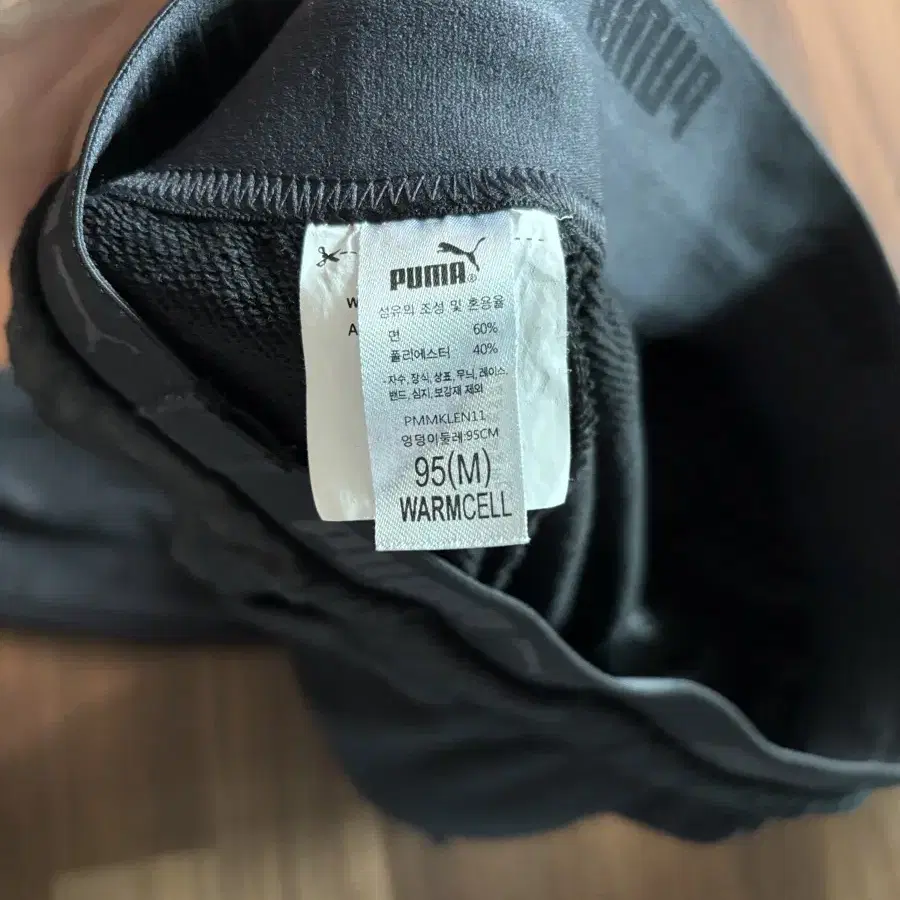 PUMA
PUMA®
W
A
섬유의 조성 및 혼용율
면 60%
폴리에스터 40%
자수, 장식, 상표, 무늬, 레이스,
밴드, 심지, 보강재 제외
PMMKLEN11
엉덩이둘레:95CM
95(M)
WARMCELL